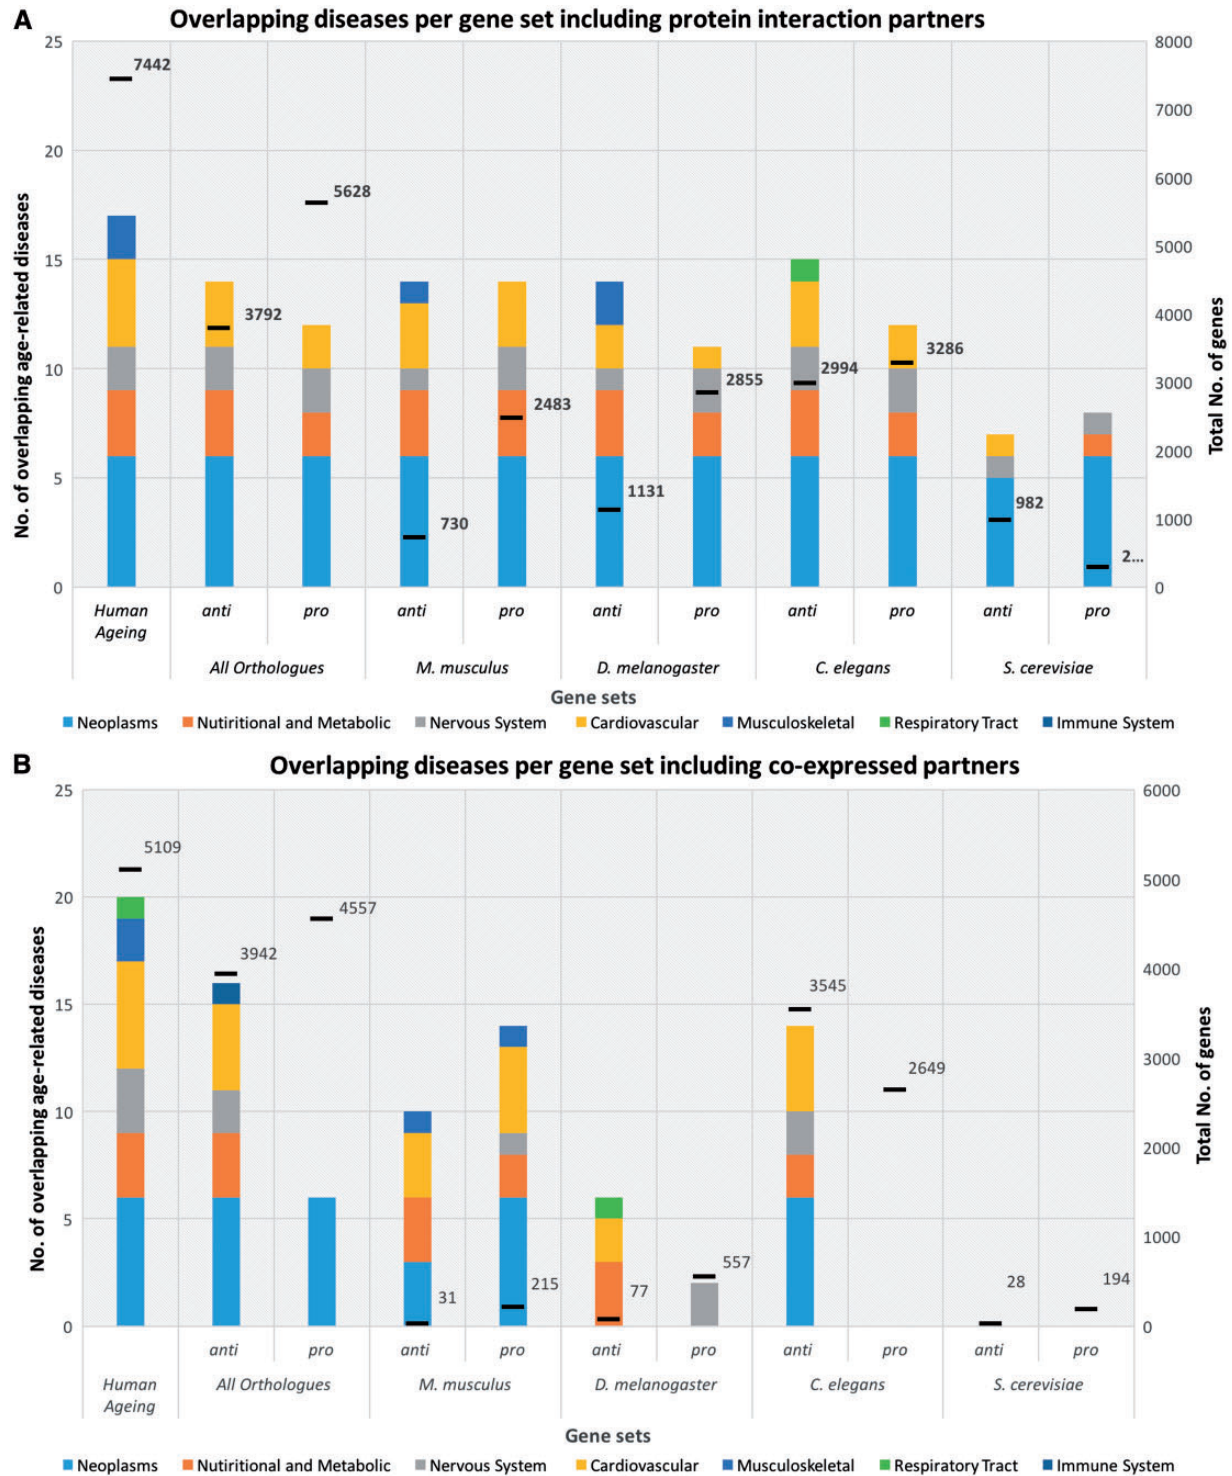 A
Overlapping diseases per gene set including protein interaction partners
No. of overlapping age-related diseases
25
20
15
10
5
0
7442
3792
5628
730
2483
1131
2855
2994
3286
982
2...
8000
7000
6000
5000
4000
3000
2000
1000
0
Total No. of genes
Human Ageing
anti pro anti pro anti pro anti pro anti pro
All Orthologues M. musculus D. melanogaster C. elegans S. cerevisiae
Gene sets
Neoplasms Nutiritional and Metabolic Nervous System Cardiovascular Musculoskeletal Respiratory Tract Immune System
B
Overlapping diseases per gene set including co-expressed partners
No. of overlapping age-related diseases
25
20
15
10
5
0
5109
3942
4557
31
215
77
557
3545
2649
28
194
6000
5000
4000
3000
2000
1000
0
Total No. of genes
anti pro anti pro anti pro anti pro anti pro
Human Ageing
All Orthologues M. musculus D. melanogaster C. elegans S. cerevisiae
Gene sets
Neoplasms Nutiritional and Metabolic Nervous System Cardiovascular Musculoskeletal Respiratory Tract Immune System